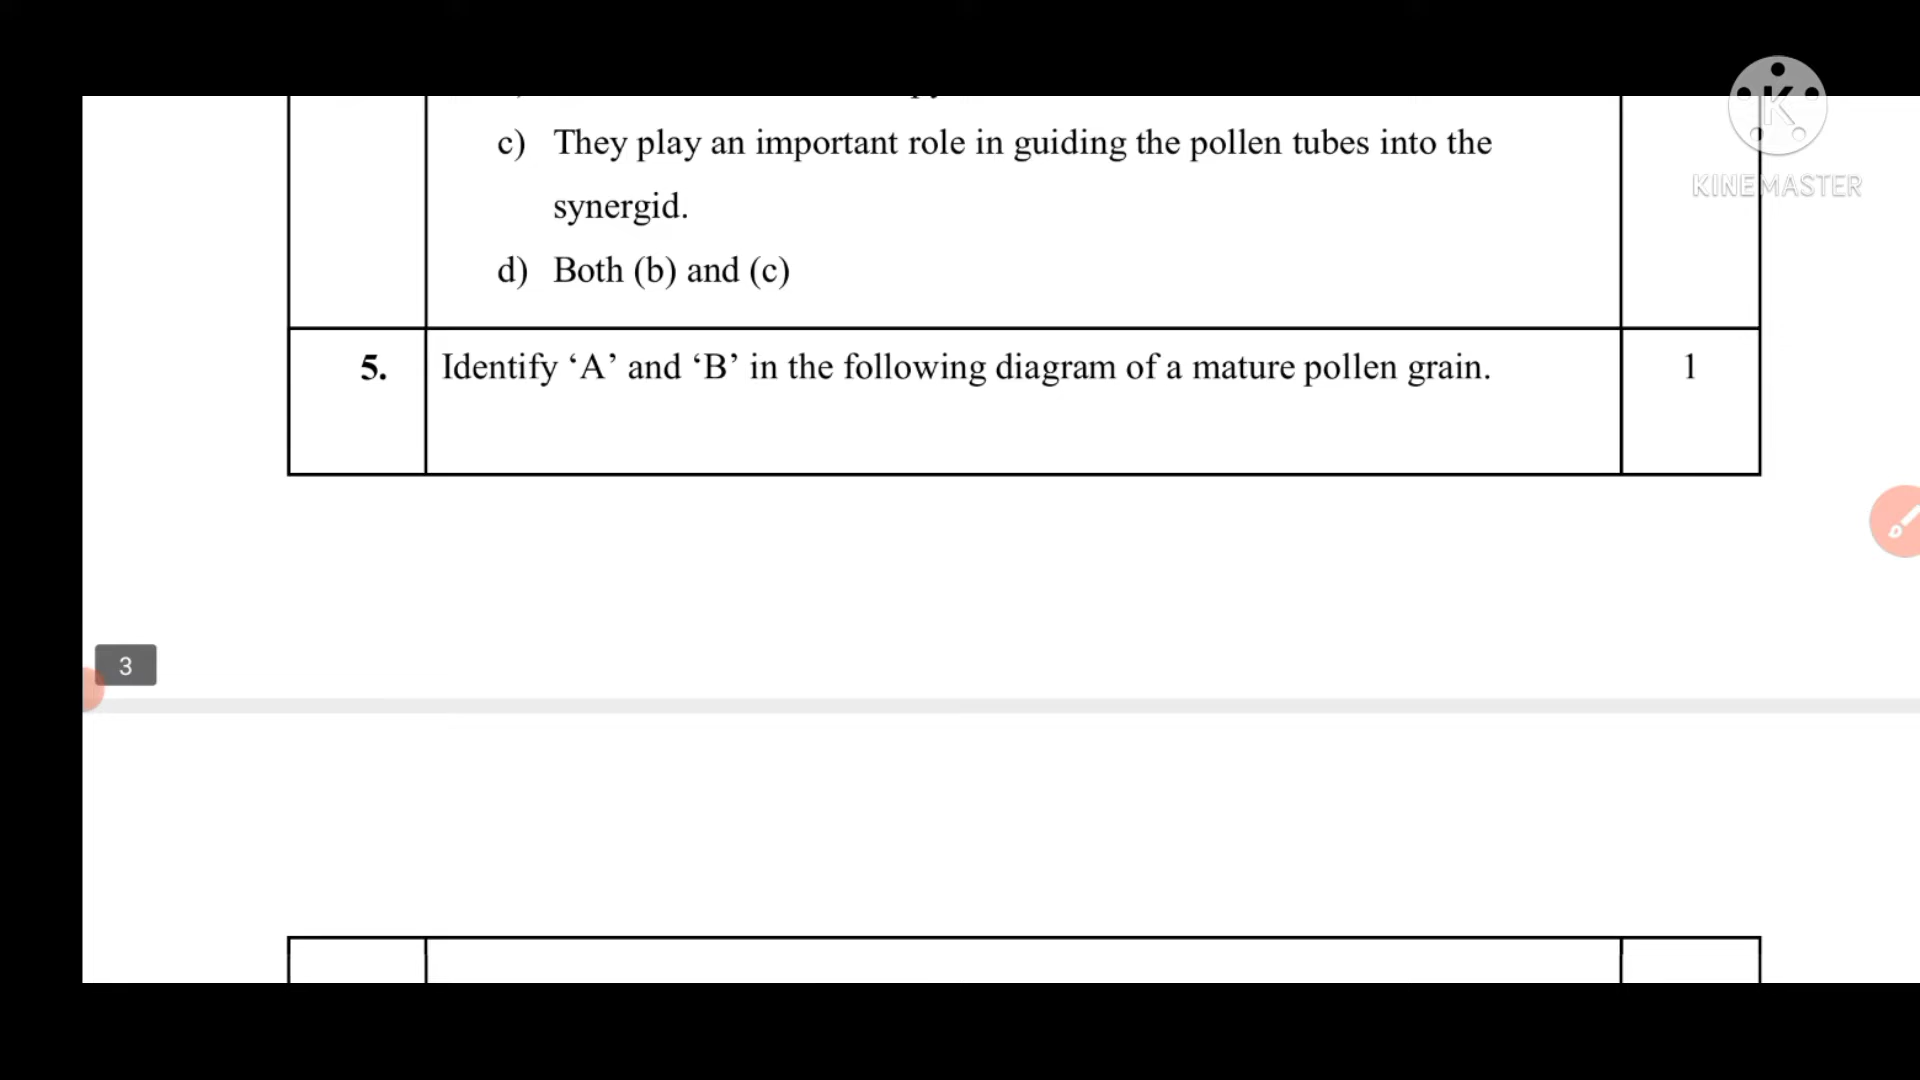 c) They play an important role in guiding the pollen tubes into the
synergid.
d) Both (b) and (c)
5. Identify ‘A’ and ‘B’ in the following diagram of a mature pollen grain. 1
3
K
KINEMASTER